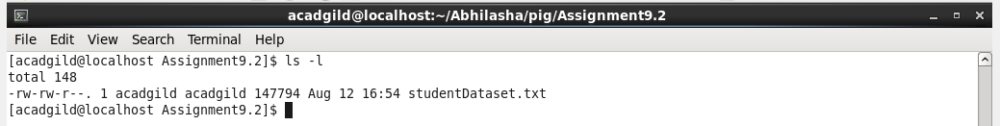 acadgild@localhost:~/Abhilasha/pig/Assignment9.2
File Edit View Search Terminal Help
[acadgild@localhost Assignment9.2]$ ls -l
total 148
-rw-rw-r--. 1 acadgild acadgild 147794 Aug 12 16:54 studentDataset.txt
[acadgild@localhost Assignment9.2]$